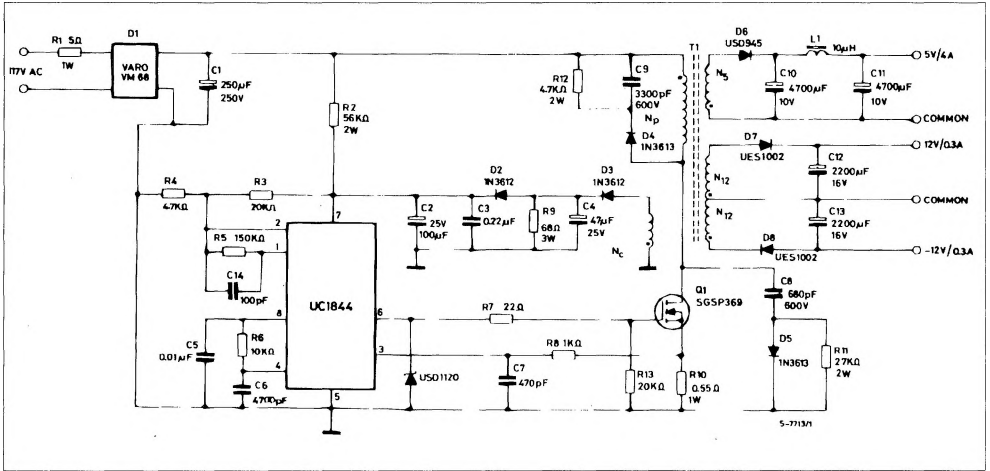 R1 5Ω
1W
117V AC
D1
VARO
VM 68
C1
250μF
250V
R2
56KΩ
2W
R12
4.7KΩ
2W
C9
3300pF
600V
Np
D4
1N3613
T1
N5
D6
USD945
L1
10μH
5V/4A
C10
4700μF
10V
C11
4700μF
10V
COMMON
D7
UES1002
12V/0.3A
N12
C12
2200μF
16V
COMMON
N12
C13
2200μF
16V
D8
UES1002
-12V/0.3A
R4
4.7KΩ
R3
20KΩ
D2
1N3612
D3
1N3612
C2
25V
100μF
C3
0.22μF
R9
68Ω
3W
C4
47μF
25V
Nc
7
2
R5 150KΩ
1
C14
100pF
UC1844
8
6
3
4
5
C5
0.01μF
R6
10KΩ
C6
4700pF
R7 22Ω
USD1120
C7
470pF
R8 1KΩ
R13
20KΩ
Q1
SGSP369
R10
0.55Ω
1W
C8
680pF
600V
D5
1N3613
R11
2.7KΩ
2W
S-7713/1